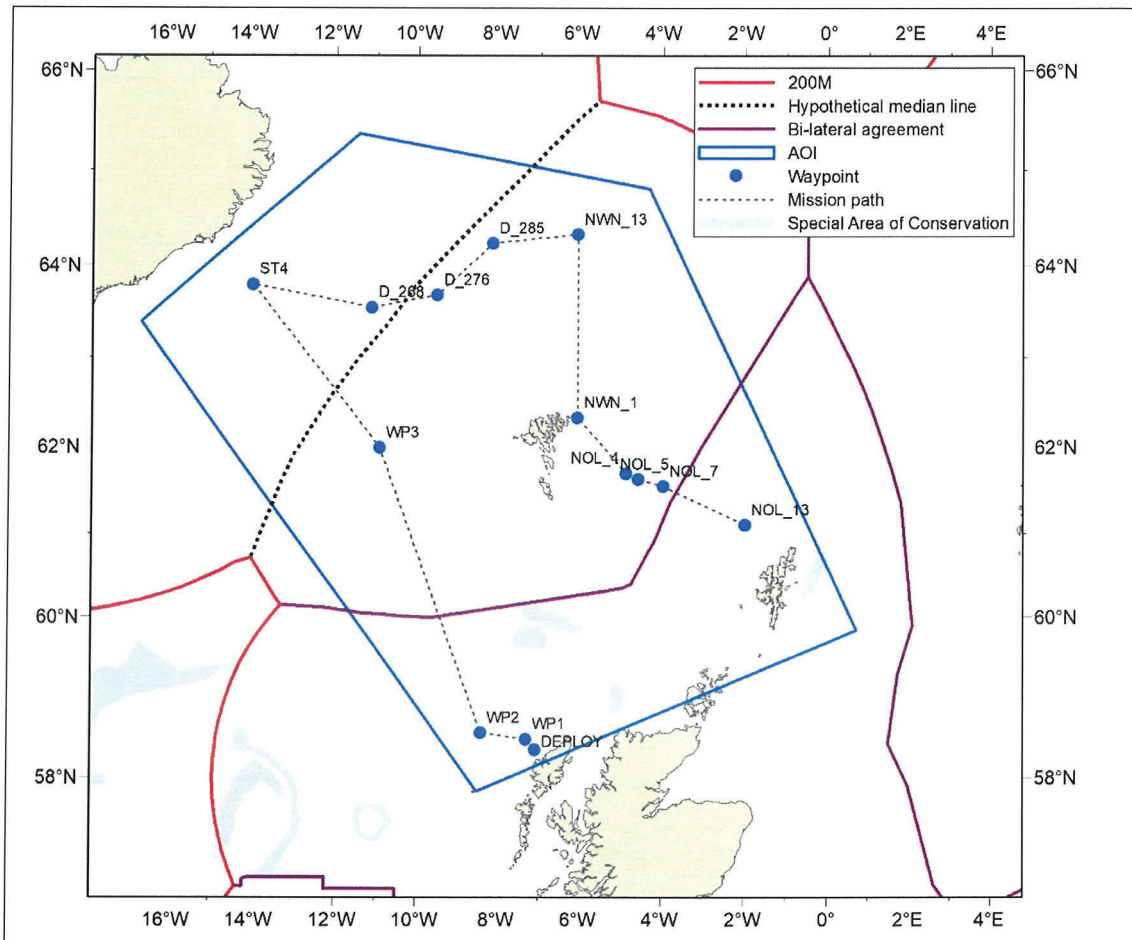 16°W 14°W 12°W 10°W 8°W 6°W 4°W 2°W 0° 2°E 4°E
66°N
66°N
200M
Hypothetical median line
Bi-lateral agreement
AOI
Waypoint
Mission path
Special Area of Conservation
D_285
NWN_13
64°N
ST4
D_268
D_276
64°N
NWN_1
62°N
WP3
NOL_4
NOL_5
NOL_7
62°N
NOL_13
60°N
60°N
WP2
WP1
DEPLOY
58°N
58°N
16°W 14°W 12°W 10°W 8°W 6°W 4°W 2°W 0° 2°E 4°E